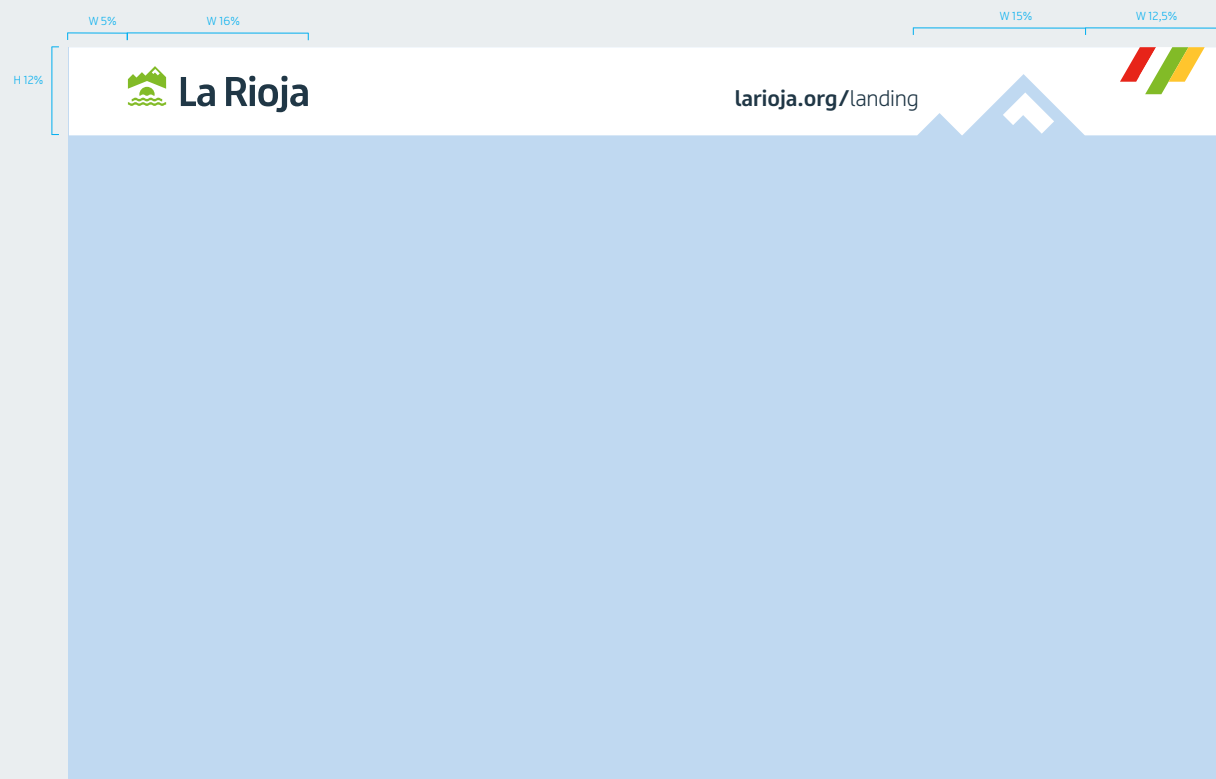 W 5%
W 16%
W 15%
W 12,5%
H 12%
La Rioja
larioja.org/landing